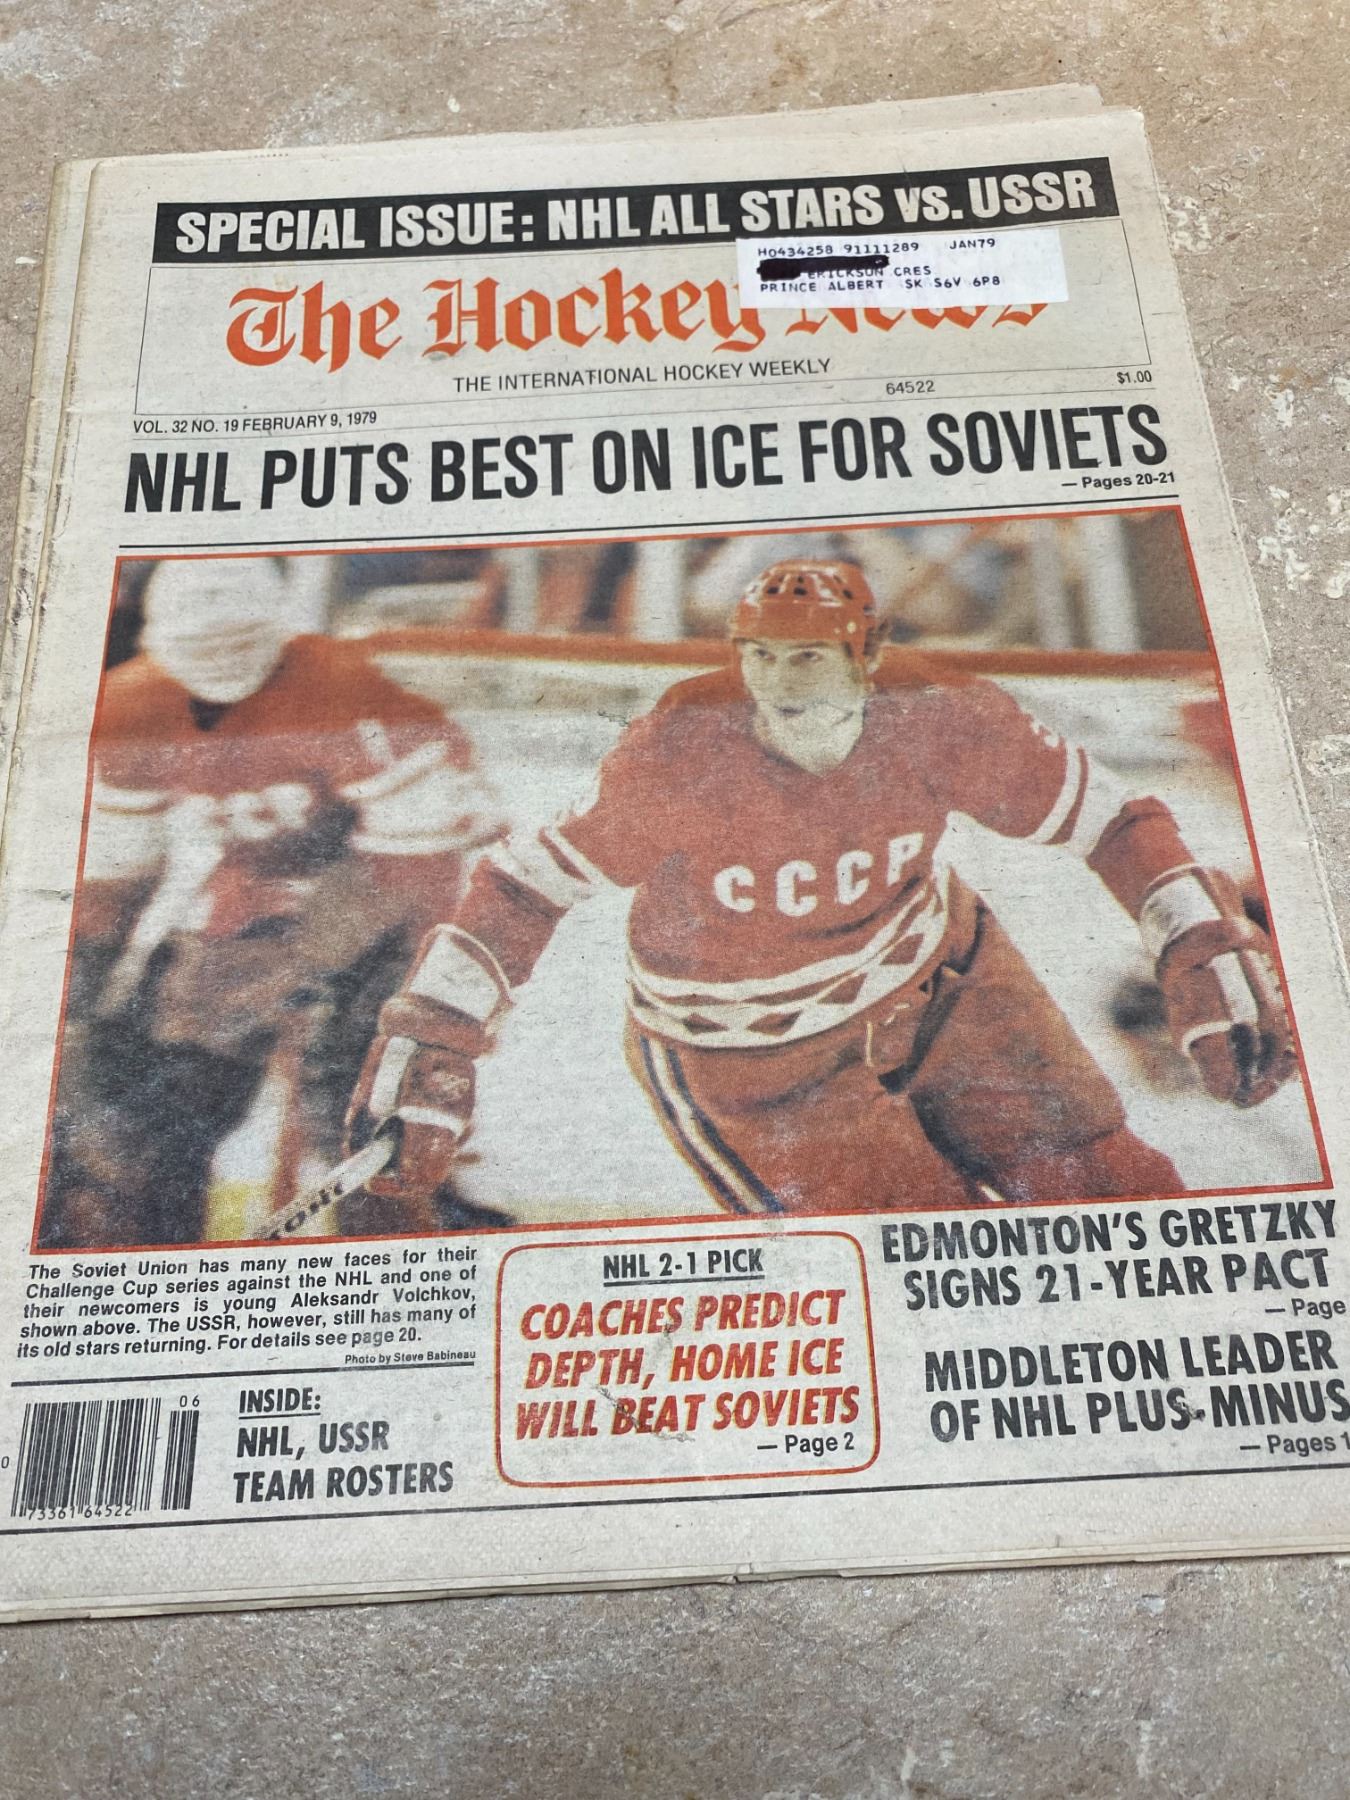 SPECIAL ISSUE: NHL ALL STARS VS. USSR
H0434258 91111289 JAN79
ERICKSON CRES
PRINCE ALBERT SK S6V 6P8
The Hockey News
THE INTERNATIONAL HOCKEY WEEKLY
64522
$1.00
VOL. 32 NO. 19 FEBRUARY 9, 1979
NHL PUTS BEST ON ICE FOR SOVIETS
— Pages 20-21
CCCP
The Soviet Union has many new faces for their
Challenge Cup series against the NHL and one of
their newcomers is young Aleksandr Volchkov,
shown above. The USSR, however, still has many of
its old stars returning. For details see page 20.
Photo by Steve Babineau
06
0
73361 64522
INSIDE:
NHL, USSR
TEAM ROSTERS
NHL 2-1 PICK
COACHES PREDICT
DEPTH, HOME ICE
WILL BEAT SOVIETS
— Page 2
EDMONTON'S GRETZKY
SIGNS 21-YEAR PACT
— Page
MIDDLETON LEADER
OF NHL PLUS-MINUS
— Pages 1